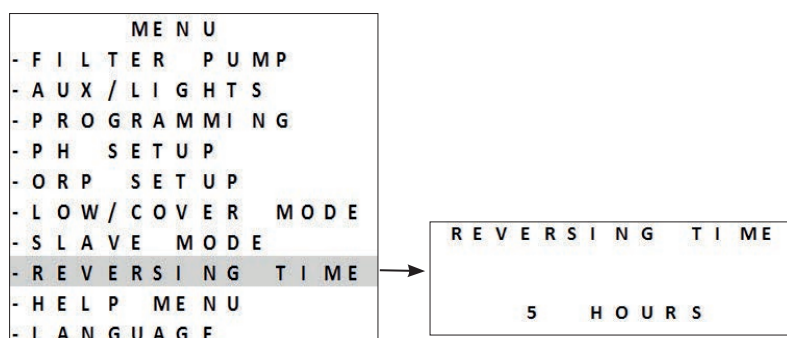 MENU
-FILTER PUMP
-AUX/LIGHTS
-PROGRAMMING
-PH SETUP
-ORP SETUP
-LOW/COVER MODE
-SLAVE MODE
-REVERSING TIME
-HELP MENU
-LANGUAGE
REVERSING TIME
5 HOURS